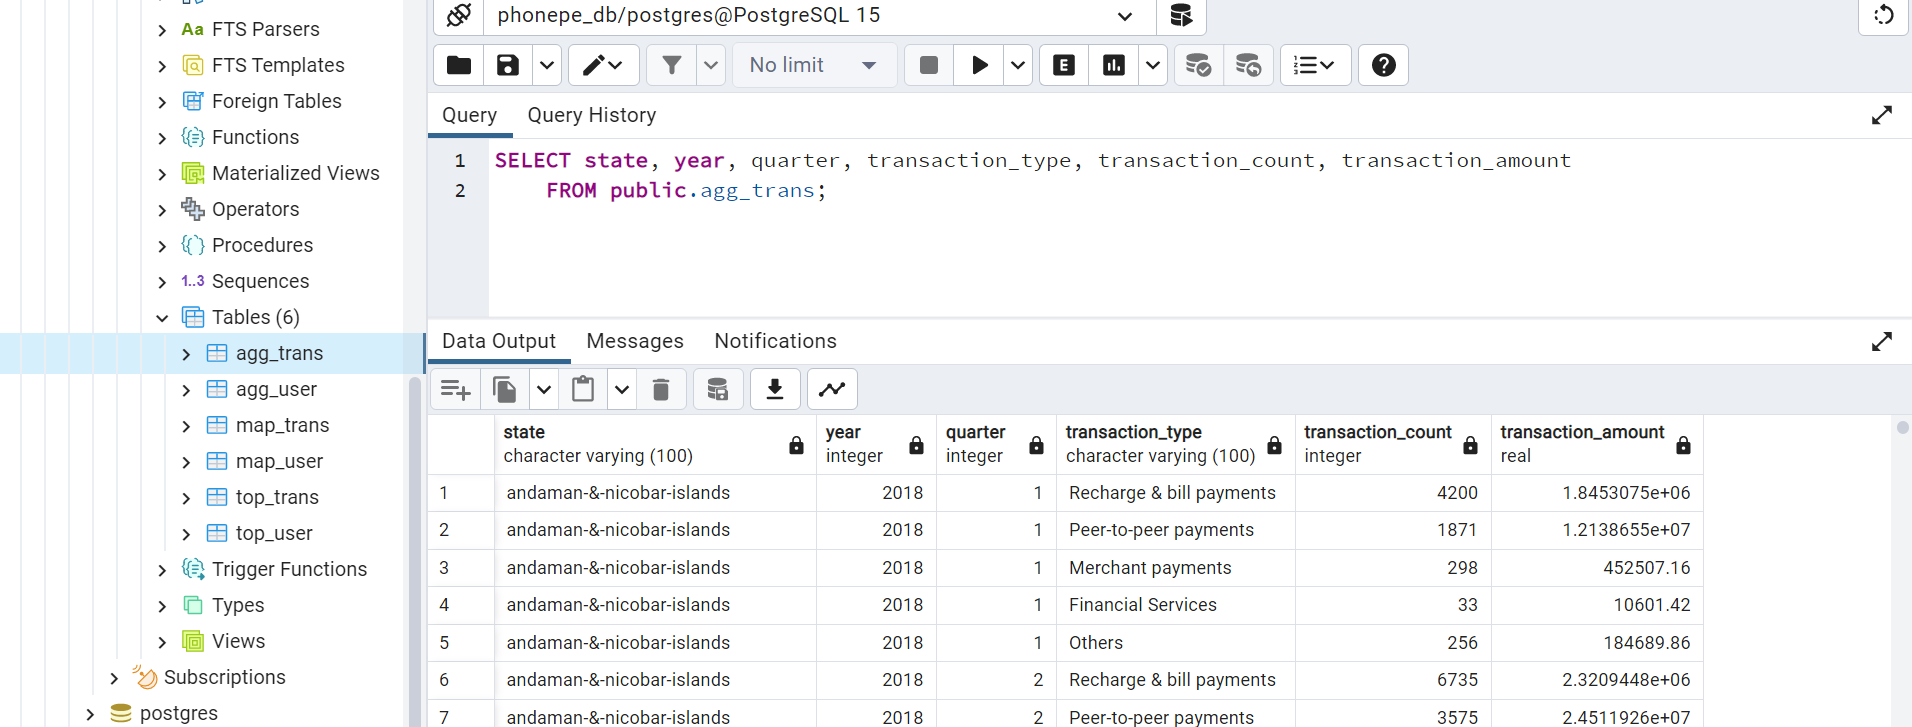 phonepe_db/postgres@PostgreSQL 15
Aa FTS Parsers
FTS Templates
Foreign Tables
Functions
Materialized Views
Operators
Procedures
1..3 Sequences
Tables (6)
agg_trans
agg_user
map_trans
map_user
top_trans
top_user
Trigger Functions
Types
Views
Subscriptions
postgres
No limit
E
Query Query History
1 SELECT state, year, quarter, transaction_type, transaction_count, transaction_amount
2 FROM public.agg_trans;
Data Output Messages Notifications
state year quarter transaction_type transaction_count transaction_amount
character varying (100) integer integer character varying (100) integer real
1 andaman-&-nicobar-islands 2018 1 Recharge & bill payments 4200 1.8453075e+06
2 andaman-&-nicobar-islands 2018 1 Peer-to-peer payments 1871 1.2138655e+07
3 andaman-&-nicobar-islands 2018 1 Merchant payments 298 452507.16
4 andaman-&-nicobar-islands 2018 1 Financial Services 33 10601.42
5 andaman-&-nicobar-islands 2018 1 Others 256 184689.86
6 andaman-&-nicobar-islands 2018 2 Recharge & bill payments 6735 2.3209448e+06
7 andaman-&-nicobar-islands 2018 2 Peer-to-peer payments 3575 2.4511926e+07